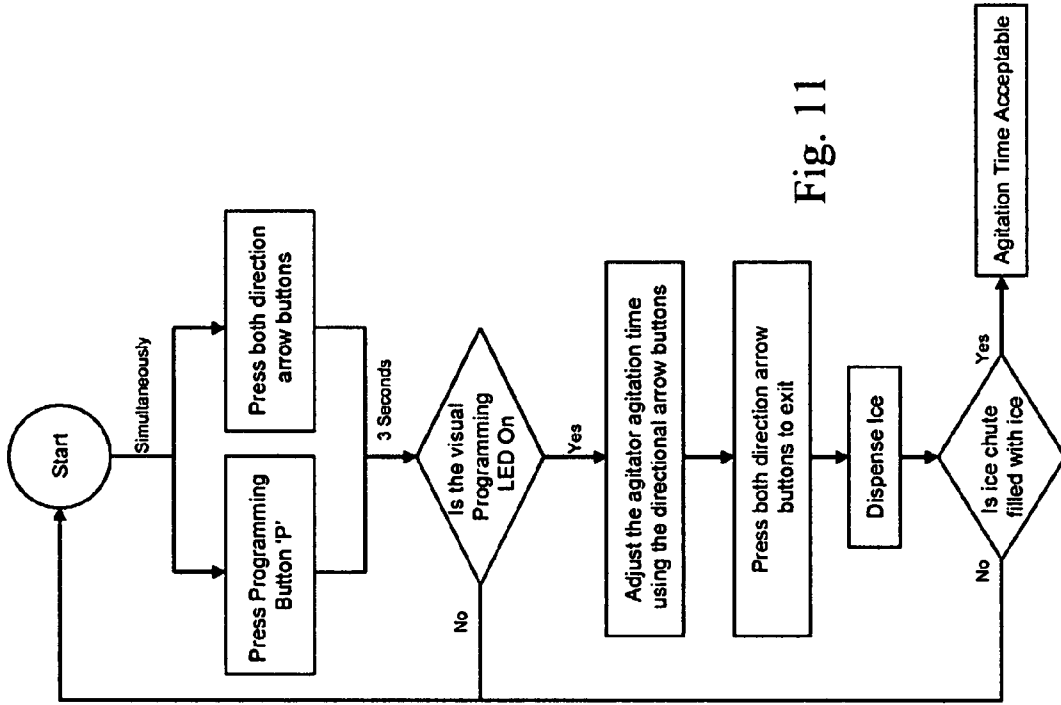 Start
Simultaneously
Press Programming
Button 'P'
Press both direction
arrow buttons
3 Seconds
Is the visual
Programming
LED On
No
Yes
Adjust the agitator agitation time
using the directional arrow buttons
Press both direction arrow
buttons to exit
Dispense Ice
Is ice chute
filled with ice
No
Yes
Agitation Time Acceptable
Fig. 11